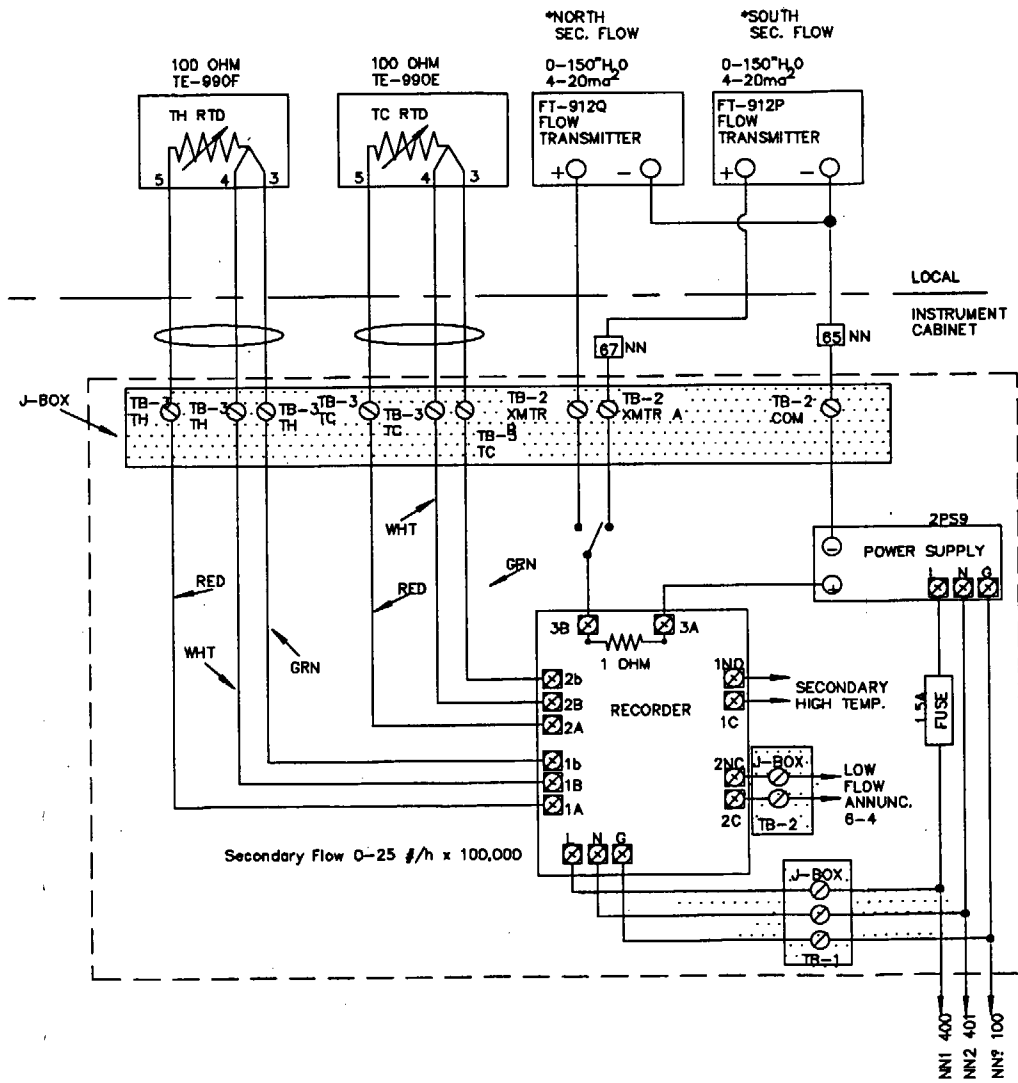 *NORTH
SEC. FLOW
*SOUTH
SEC. FLOW
100 OHM
TE-990F
100 OHM
TE-990E
0-150"H2O
4-20ma
0-150"H2O
4-20ma
TH RTD
5
4
3
TC RTD
5
4
3
FT-912Q
FLOW
TRANSMITTER
+
-
FT-912P
FLOW
TRANSMITTER
+
-
LOCAL
INSTRUMENT
CABINET
67 NN
65 NN
J-BOX
TB-3
TH
TB-3
TH
TB-3
TH
TB-3
TC
TB-3
TC
TB-3
TC
TB-2
XMTR
B
TB-2
XMTR A
TB-2
COM
WHT
RED
GRN
RED
WHT
GRN
2PS9
POWER SUPPLY
-
+
L N G
3B
3A
1 OHM
RECORDER
2b
2B
2A
1b
1B
1A
1NO
1C
SECONDARY
HIGH TEMP.
2NC
2C
J-BOX
TB-2
LOW
FLOW
ANNUNC.
6-4
1.5A
FUSE
L N G
Secondary Flow 0-25 #/h x 100,000
J-BOX
TB-1
NN1 400
NN2 401
NN? 100